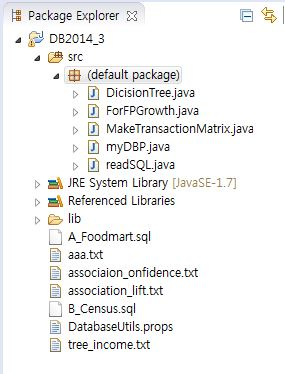 Package Explorer
DB2014_3
src
(default package)
DicisionTree.java
ForFPGrowth.java
MakeTransactionMatrix.java
myDBP.java
readSQL.java
JRE System Library [JavaSE-1.7]
Referenced Libraries
lib
A_Foodmart.sql
aaa.txt
associaion_onfidence.txt
association_lift.txt
B_Census.sql
DatabaseUtils.props
tree_income.txt